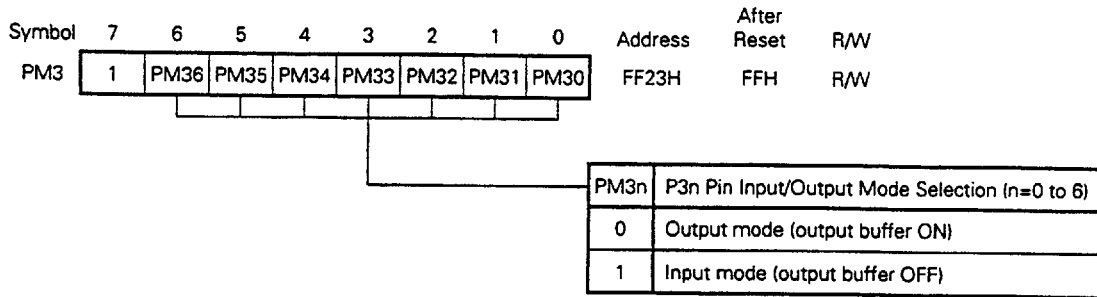 Symbol 7 6 5 4 3 2 1 0 Address After Reset R/W
PM3 1 PM36 PM35 PM34 PM33 PM32 PM31 PM30 FF23H FFH R/W
PM3n P3n Pin Input/Output Mode Selection (n=0 to 6)
0 Output mode (output buffer ON)
1 Input mode (output buffer OFF)